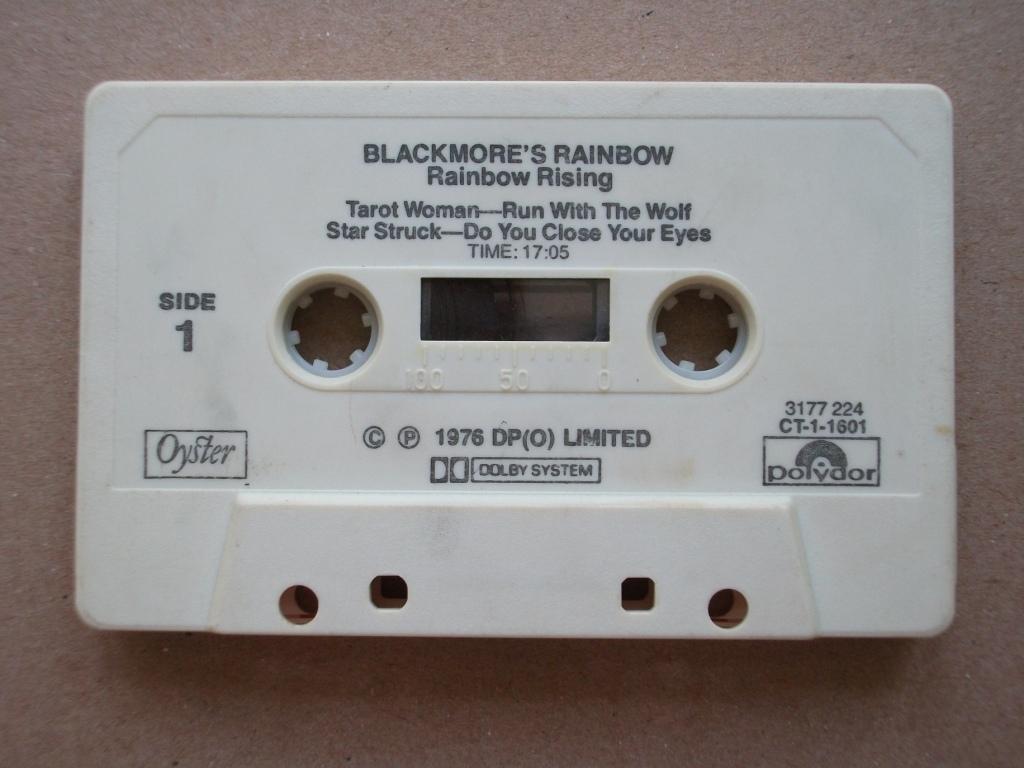 BLACKMORE'S RAINBOW
Rainbow Rising
Tarot Woman—Run With The Wolf
Star Struck—Do You Close Your Eyes
TIME: 17:05
SIDE
1
100 50 0
3177 224
CT-1-1601
Oyster
© ℗ 1976 DP(O) LIMITED
DOLBY SYSTEM
polydor